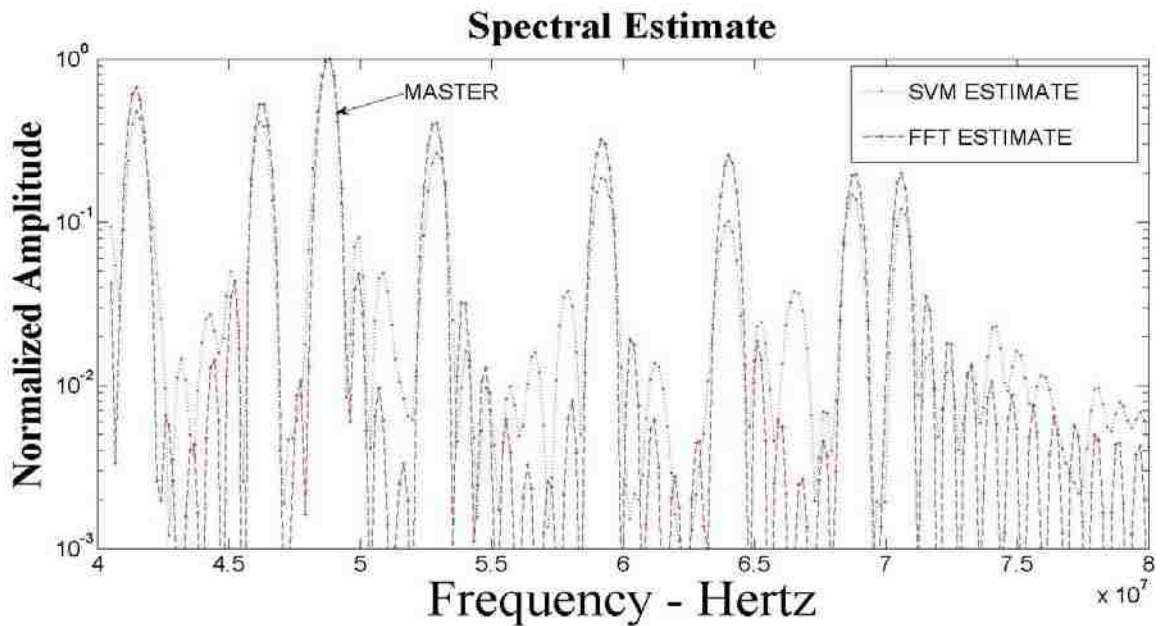 Spectral Estimate
10^0
10^-1
10^-2
10^-3
Normalized Amplitude
MASTER
SVM ESTIMATE
FFT ESTIMATE
4 4.5 5 5.5 6 6.5 7 7.5 8
x 10^7
Frequency - Hertz